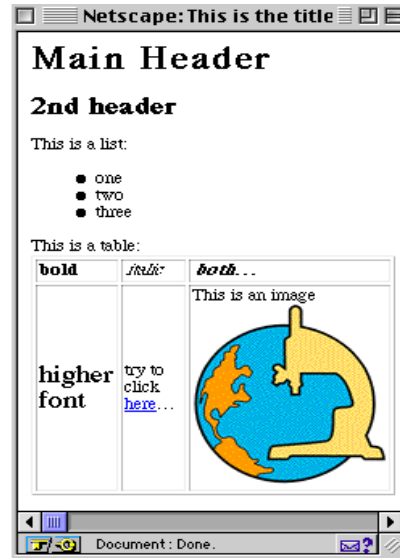 Netscape: This is the title
Main Header
2nd header
This is a list:
one
two
three
This is a table:
bold
italic
both...
higher
font
try to
click
here...
This is an image
Document : Done.